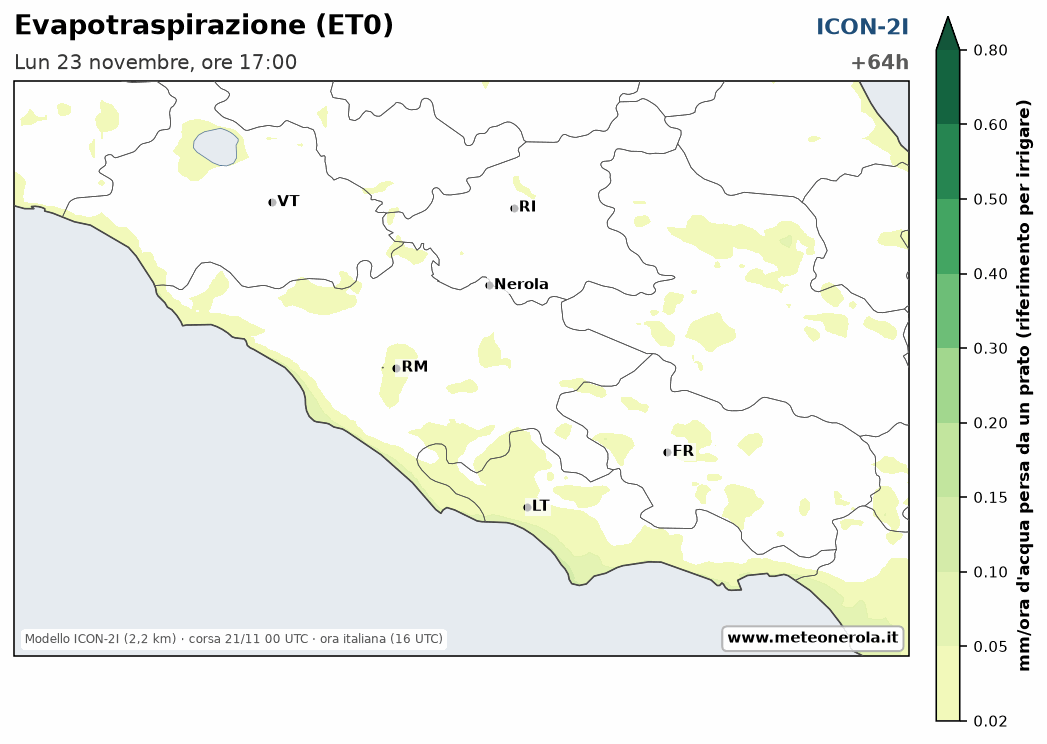 Evapotraspirazione (ET0)
ICON-2I
Lun 23 novembre, ore 17:00
+64h
VT
RI
Nerola
RM
FR
LT
Modello ICON-2I (2,2 km) · corsa 21/11 00 UTC · ora italiana (16 UTC)
www.meteonerola.it
0.80
0.60
0.50
0.40
0.30
0.20
0.15
0.10
0.05
0.02
mm/ora d'acqua persa da un prato (riferimento per irrigare)